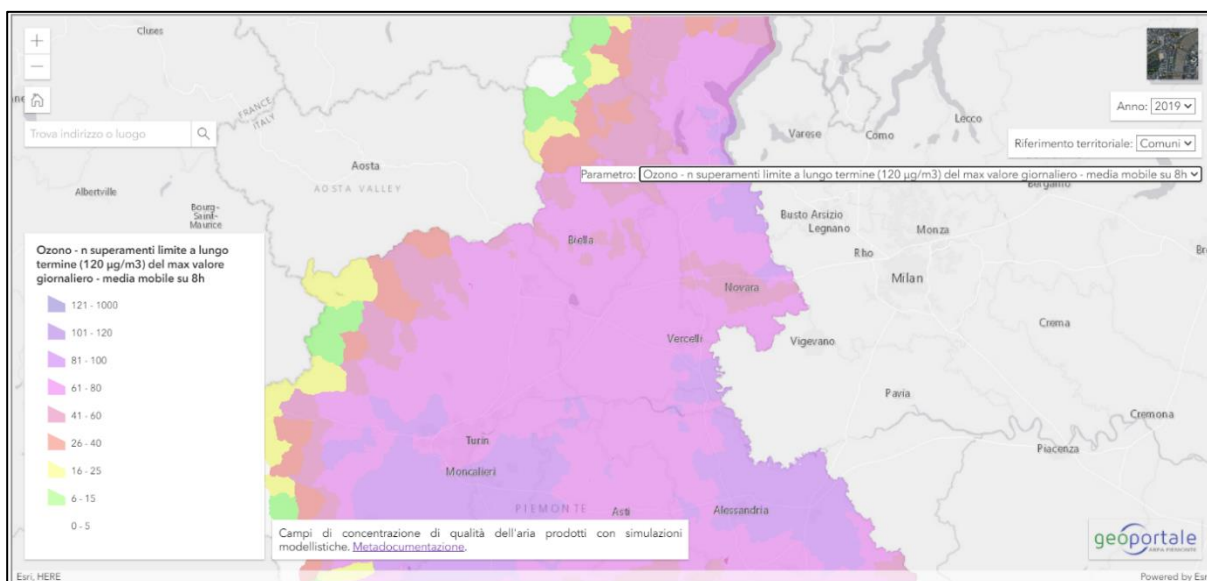 Cluses
FRANCE
ITALY
+
−
Trova indirizzo o luogo
Aosta
AOSTA VALLEY
Albertville
Bourg-
Saint-
Maurice
Varese
Como
Lecco
Anno: 2019
Riferimento territoriale: Comuni
Parametro: Ozono - n superamenti limite a lungo termine (120 µg/m3) del max valore giornaliero - media mobile su 8h
Bergamo
Busto Arsizio
Legnano
Monza
Rho
Milan
Biella
Novara
Vercelli
Vigevano
Crema
Pavia
Cremona
Piacenza
Turin
Moncalieri
PIEMONTE
Asti
Alessandria
Ozono - n superamenti limite a lungo
termine (120 µg/m3) del max valore
giornaliero - media mobile su 8h
121 - 1000
101 - 120
81 - 100
61 - 80
41 - 60
26 - 40
16 - 25
6 - 15
0 - 5
Campi di concentrazione di qualità dell'aria prodotti con simulazioni
modellistiche. Metadocumentazione.
geoportale
ARPA PIEMONTE
Esri, HERE
Powered by Esri